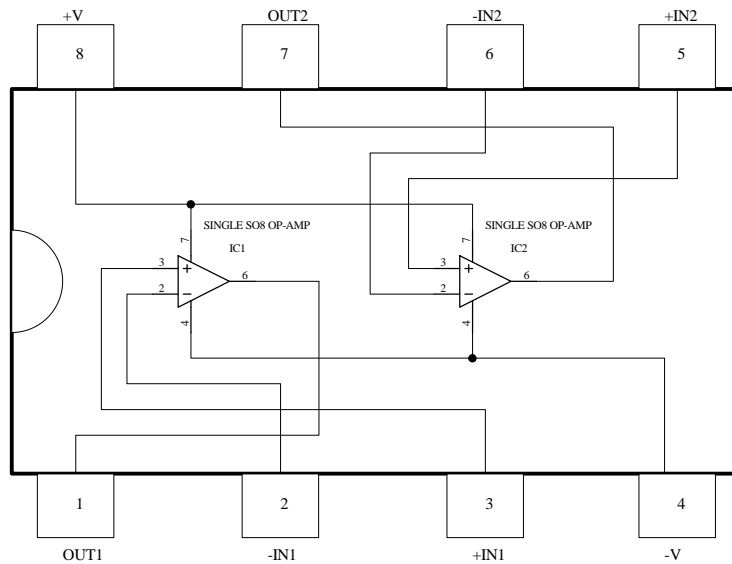 +V OUT2 -IN2 +IN2
8 7 6 5
SINGLE SO8 OP-AMP SINGLE SO8 OP-AMP
7 IC1 7 IC2
3 + 6 3 + 6
2 − 2 −
4 4
1 2 3 4
OUT1 -IN1 +IN1 -V